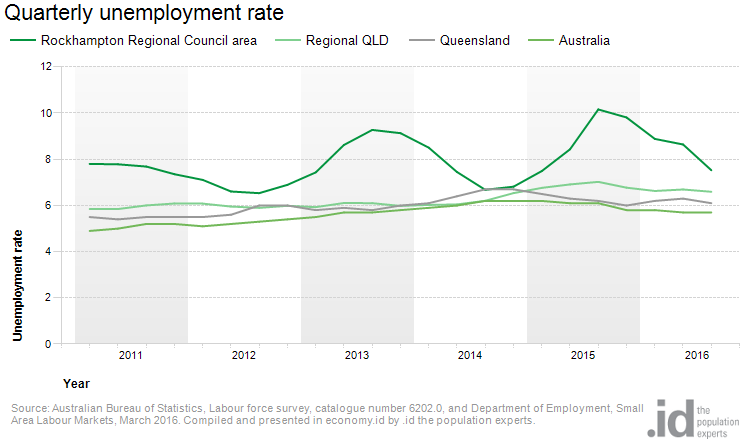 Quarterly unemployment rate
Rockhampton Regional Council area Regional QLD Queensland Australia
12
10
8
6
4
2
0
Unemployment rate
2011 2012 2013 2014 2015 2016
Year
Source: Australian Bureau of Statistics, Labour force survey, catalogue number 6202.0, and Department of Employment, Small
Area Labour Markets, March 2016. Compiled and presented in economy.id by .id the population experts.
.id the
population
experts